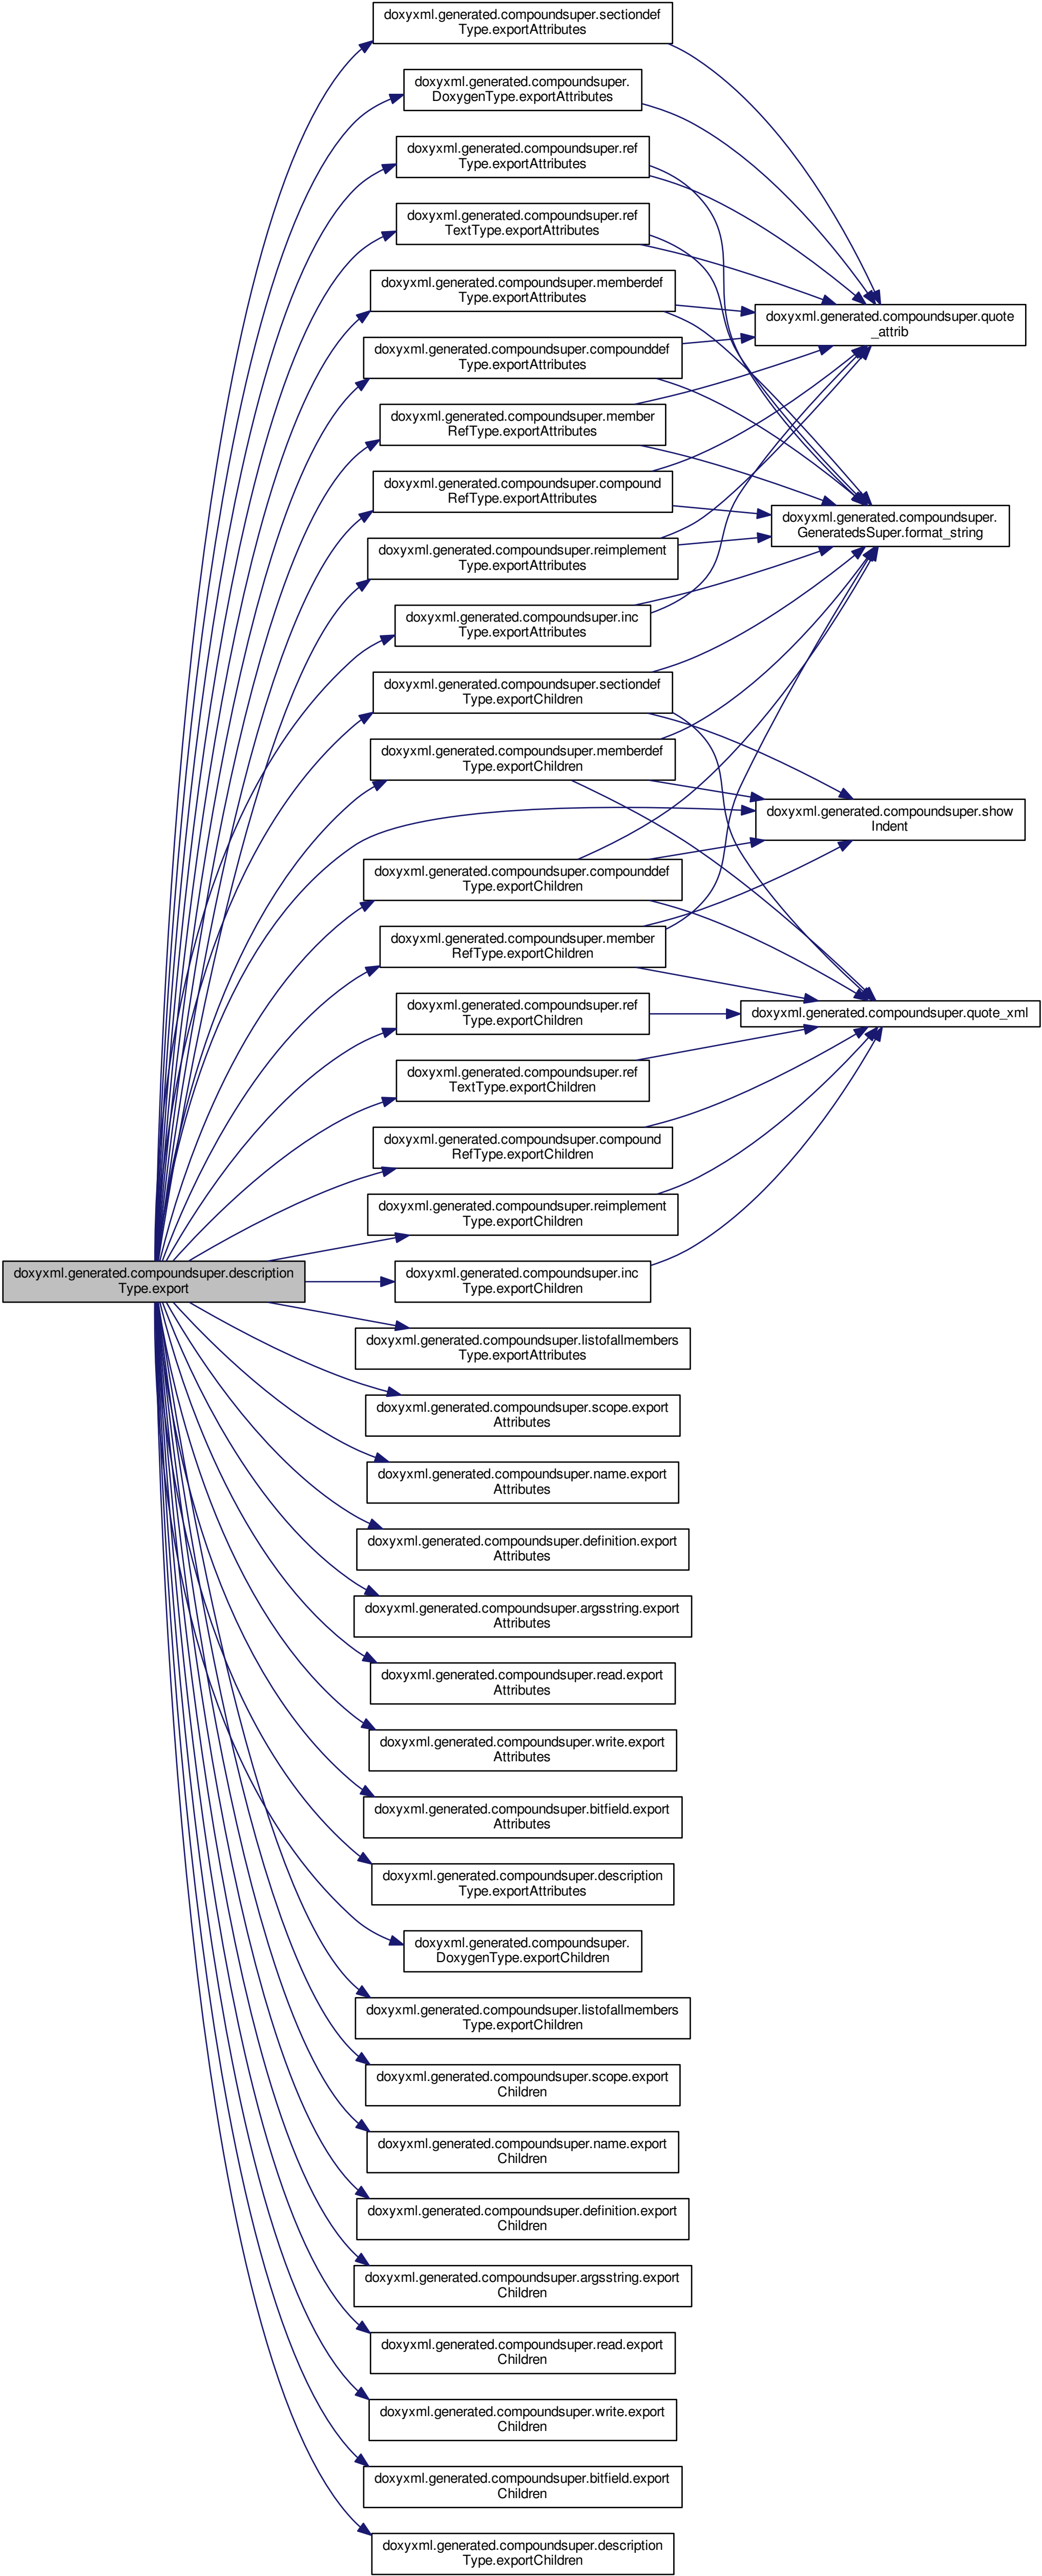 doxyxml.generated.compoundsuper.sectiondef
Type.exportAttributes
doxyxml.generated.compoundsuper.
DoxygenType.exportAttributes
doxyxml.generated.compoundsuper.ref
Type.exportAttributes
doxyxml.generated.compoundsuper.ref
TextType.exportAttributes
doxyxml.generated.compoundsuper.memberdef
Type.exportAttributes
doxyxml.generated.compoundsuper.quote
_attrib
doxyxml.generated.compoundsuper.compounddef
Type.exportAttributes
doxyxml.generated.compoundsuper.member
RefType.exportAttributes
doxyxml.generated.compoundsuper.compound
RefType.exportAttributes
doxyxml.generated.compoundsuper.
GeneratedsSuper.format_string
doxyxml.generated.compoundsuper.reimplement
Type.exportAttributes
doxyxml.generated.compoundsuper.inc
Type.exportAttributes
doxyxml.generated.compoundsuper.sectiondef
Type.exportChildren
doxyxml.generated.compoundsuper.memberdef
Type.exportChildren
doxyxml.generated.compoundsuper.show
Indent
doxyxml.generated.compoundsuper.compounddef
Type.exportChildren
doxyxml.generated.compoundsuper.member
RefType.exportChildren
doxyxml.generated.compoundsuper.ref
Type.exportChildren
doxyxml.generated.compoundsuper.quote_xml
doxyxml.generated.compoundsuper.ref
TextType.exportChildren
doxyxml.generated.compoundsuper.compound
RefType.exportChildren
doxyxml.generated.compoundsuper.reimplement
Type.exportChildren
doxyxml.generated.compoundsuper.description
Type.export
doxyxml.generated.compoundsuper.inc
Type.exportChildren
doxyxml.generated.compoundsuper.listofallmembers
Type.exportAttributes
doxyxml.generated.compoundsuper.scope.export
Attributes
doxyxml.generated.compoundsuper.name.export
Attributes
doxyxml.generated.compoundsuper.definition.export
Attributes
doxyxml.generated.compoundsuper.argsstring.export
Attributes
doxyxml.generated.compoundsuper.read.export
Attributes
doxyxml.generated.compoundsuper.write.export
Attributes
doxyxml.generated.compoundsuper.bitfield.export
Attributes
doxyxml.generated.compoundsuper.description
Type.exportAttributes
doxyxml.generated.compoundsuper.
DoxygenType.exportChildren
doxyxml.generated.compoundsuper.listofallmembers
Type.exportChildren
doxyxml.generated.compoundsuper.scope.export
Children
doxyxml.generated.compoundsuper.name.export
Children
doxyxml.generated.compoundsuper.definition.export
Children
doxyxml.generated.compoundsuper.argsstring.export
Children
doxyxml.generated.compoundsuper.read.export
Children
doxyxml.generated.compoundsuper.write.export
Children
doxyxml.generated.compoundsuper.bitfield.export
Children
doxyxml.generated.compoundsuper.description
Type.exportChildren